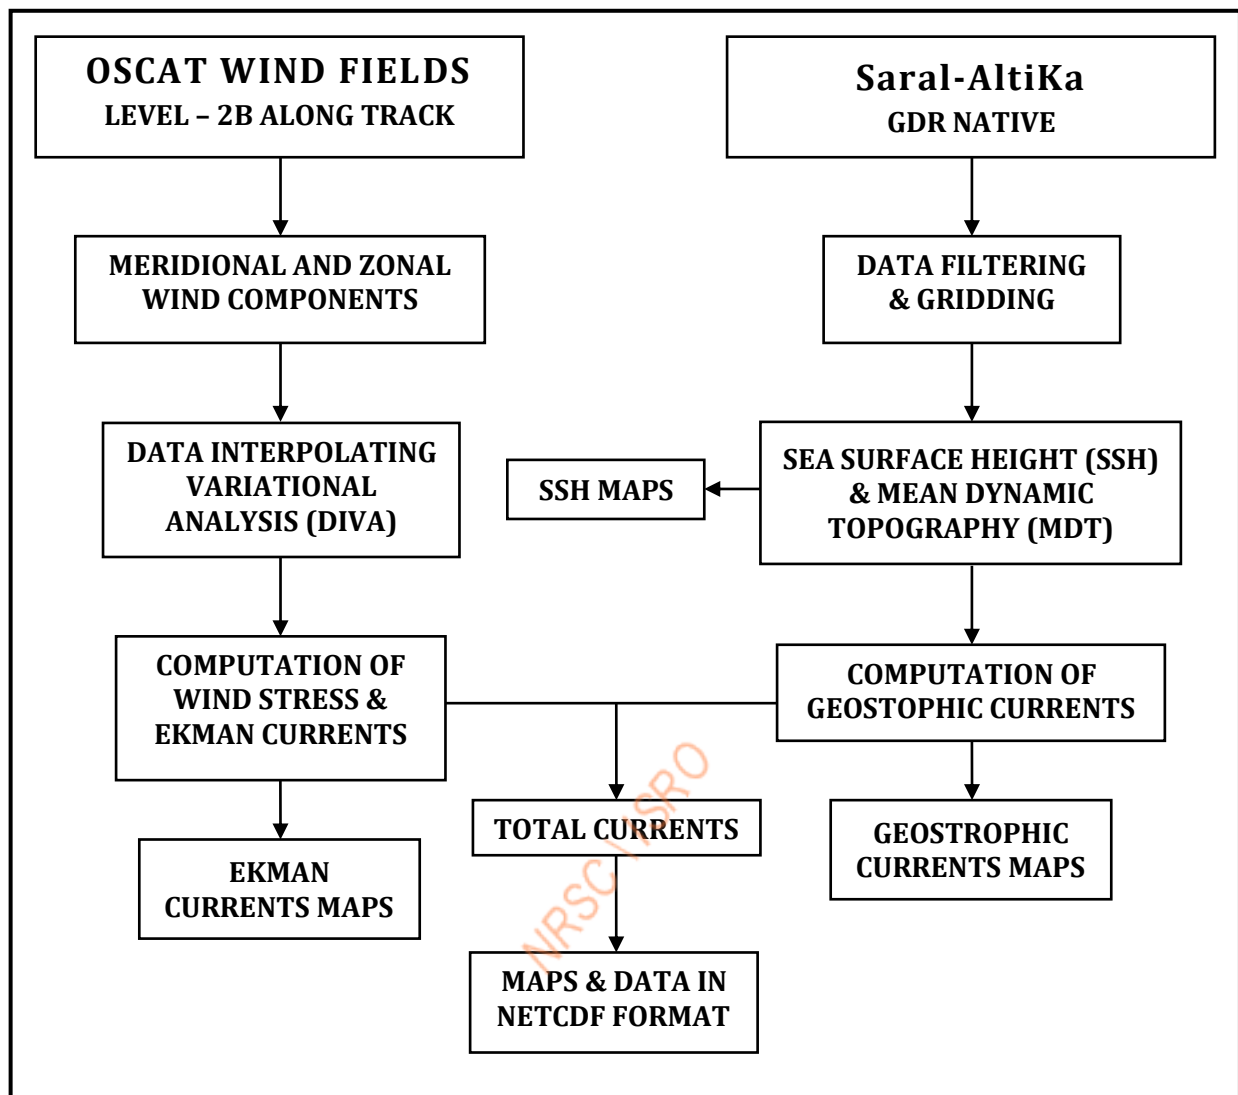 OSCAT WIND FIELDS
LEVEL – 2B ALONG TRACK
Saral-AltiKa
GDR NATIVE
MERIDIONAL AND ZONAL
WIND COMPONENTS
DATA FILTERING
& GRIDDING
DATA INTERPOLATING
VARIATIONAL
ANALYSIS (DIVA)
SSH MAPS
SEA SURFACE HEIGHT (SSH)
& MEAN DYNAMIC
TOPOGRAPHY (MDT)
COMPUTATION OF
WIND STRESS &
EKMAN CURRENTS
COMPUTATION OF
GEOSTOPHIC CURRENTS
TOTAL CURRENTS
EKMAN
CURRENTS MAPS
GEOSTROPHIC
CURRENTS MAPS
MAPS & DATA IN
NETCDF FORMAT
NRSC \ ISRO